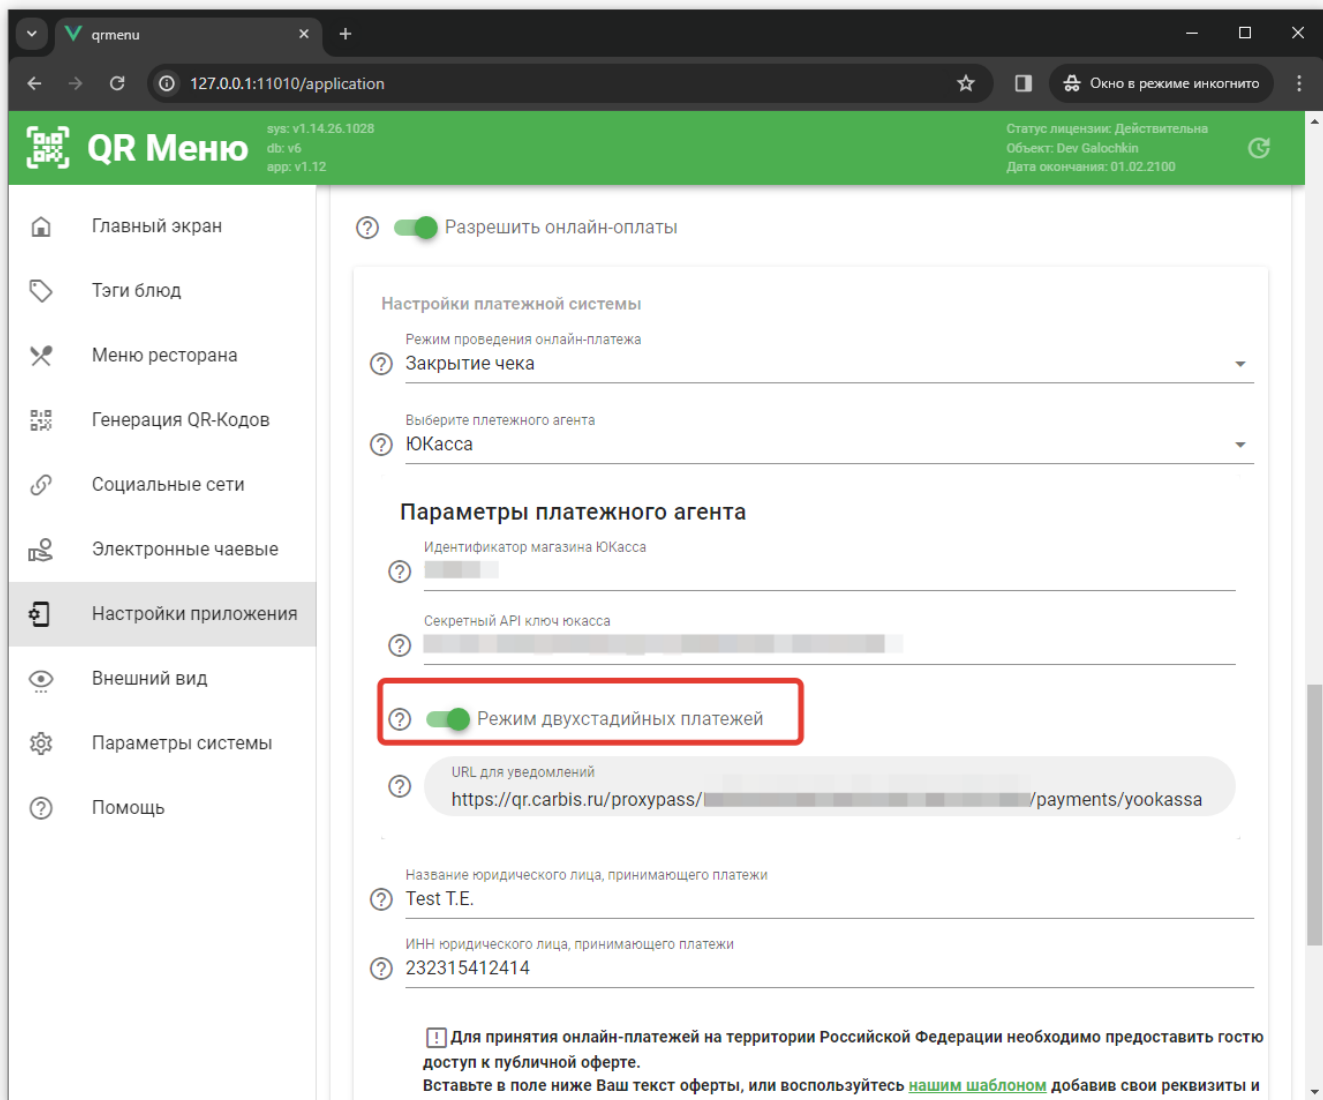 qrmenu
127.0.0.1:11010/application
Окно в режиме инкогнито
QR Меню
sys: v1.14.26.1028
db: v6
app: v1.12
Статус лицензии: Действительна
Объект: Dev Galochkin
Дата окончания: 01.02.2100
Главный экран
Тэги блюд
Меню ресторана
Генерация QR-Кодов
Социальные сети
Электронные чаевые
Настройки приложения
Внешний вид
Параметры системы
Помощь
Разрешить онлайн-оплаты
Настройки платежной системы
Режим проведения онлайн-платежа
Закрытие чека
Выберите плетежного агента
ЮКасса
Параметры платежного агента
Идентификатор магазина ЮКасса
Секретный API ключ юкасса
Режим двухстадийных платежей
URL для уведомлений
https://qr.carbis.ru/proxypass/ /payments/yookassa
Название юридического лица, принимающего платежи
Test T.E.
ИНН юридического лица, принимающего платежи
232315412414
Для принятия онлайн-платежей на территории Российской Федерации необходимо предоставить гостю
доступ к публичной оферте.
Вставьте в поле ниже Ваш текст оферты, или воспользуйтесь нашим шаблоном добавив свои реквизиты и